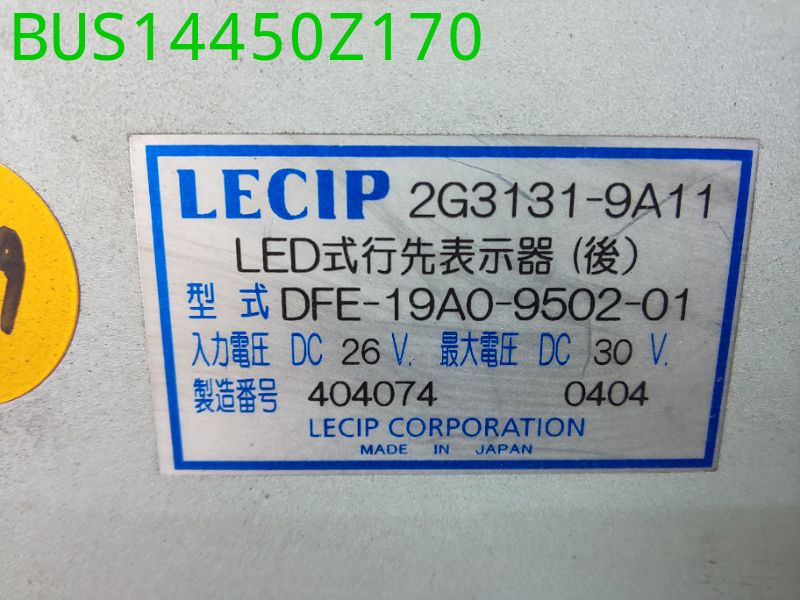 BUS14450Z170
LECIP 2G3131-9A11
LED式行先表示器(後)
型式 DFE-19A0-9502-01
入力電圧 DC 26 V. 最大電圧 DC 30 V.
製造番号 404074 0404
LECIP CORPORATION
MADE IN JAPAN